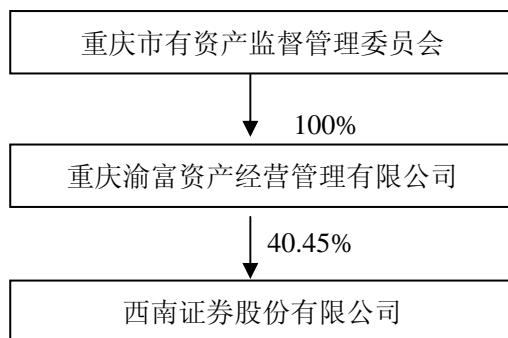 重庆市有资产监督管理委员会
100%
重庆渝富资产经营管理有限公司
40.45%
西南证券股份有限公司